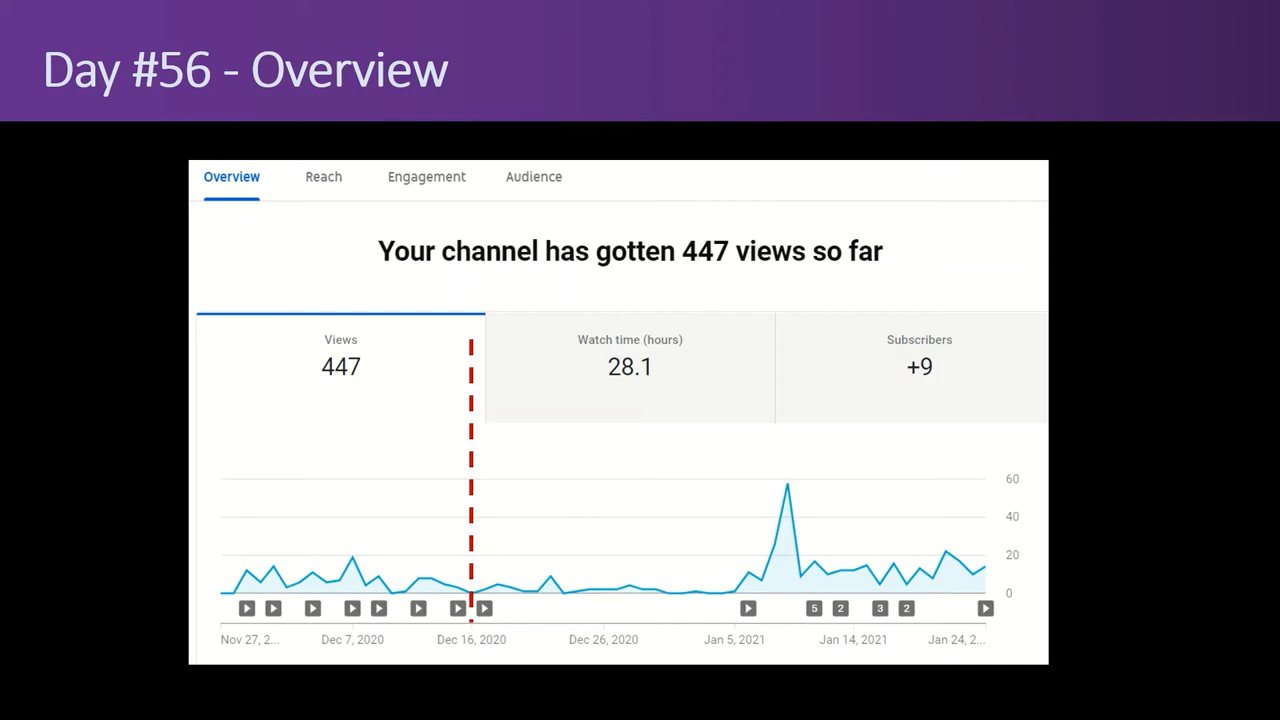 Day #56 - Overview
Overview Reach Engagement Audience
Your channel has gotten 447 views so far
Views Watch time (hours) Subscribers
447 28.1 +9
60
40
20
0
5 2 3 2
Nov 27, 2... Dec 7, 2020 Dec 16, 2020 Dec 26, 2020 Jan 5, 2021 Jan 14, 2021 Jan 24, 2...